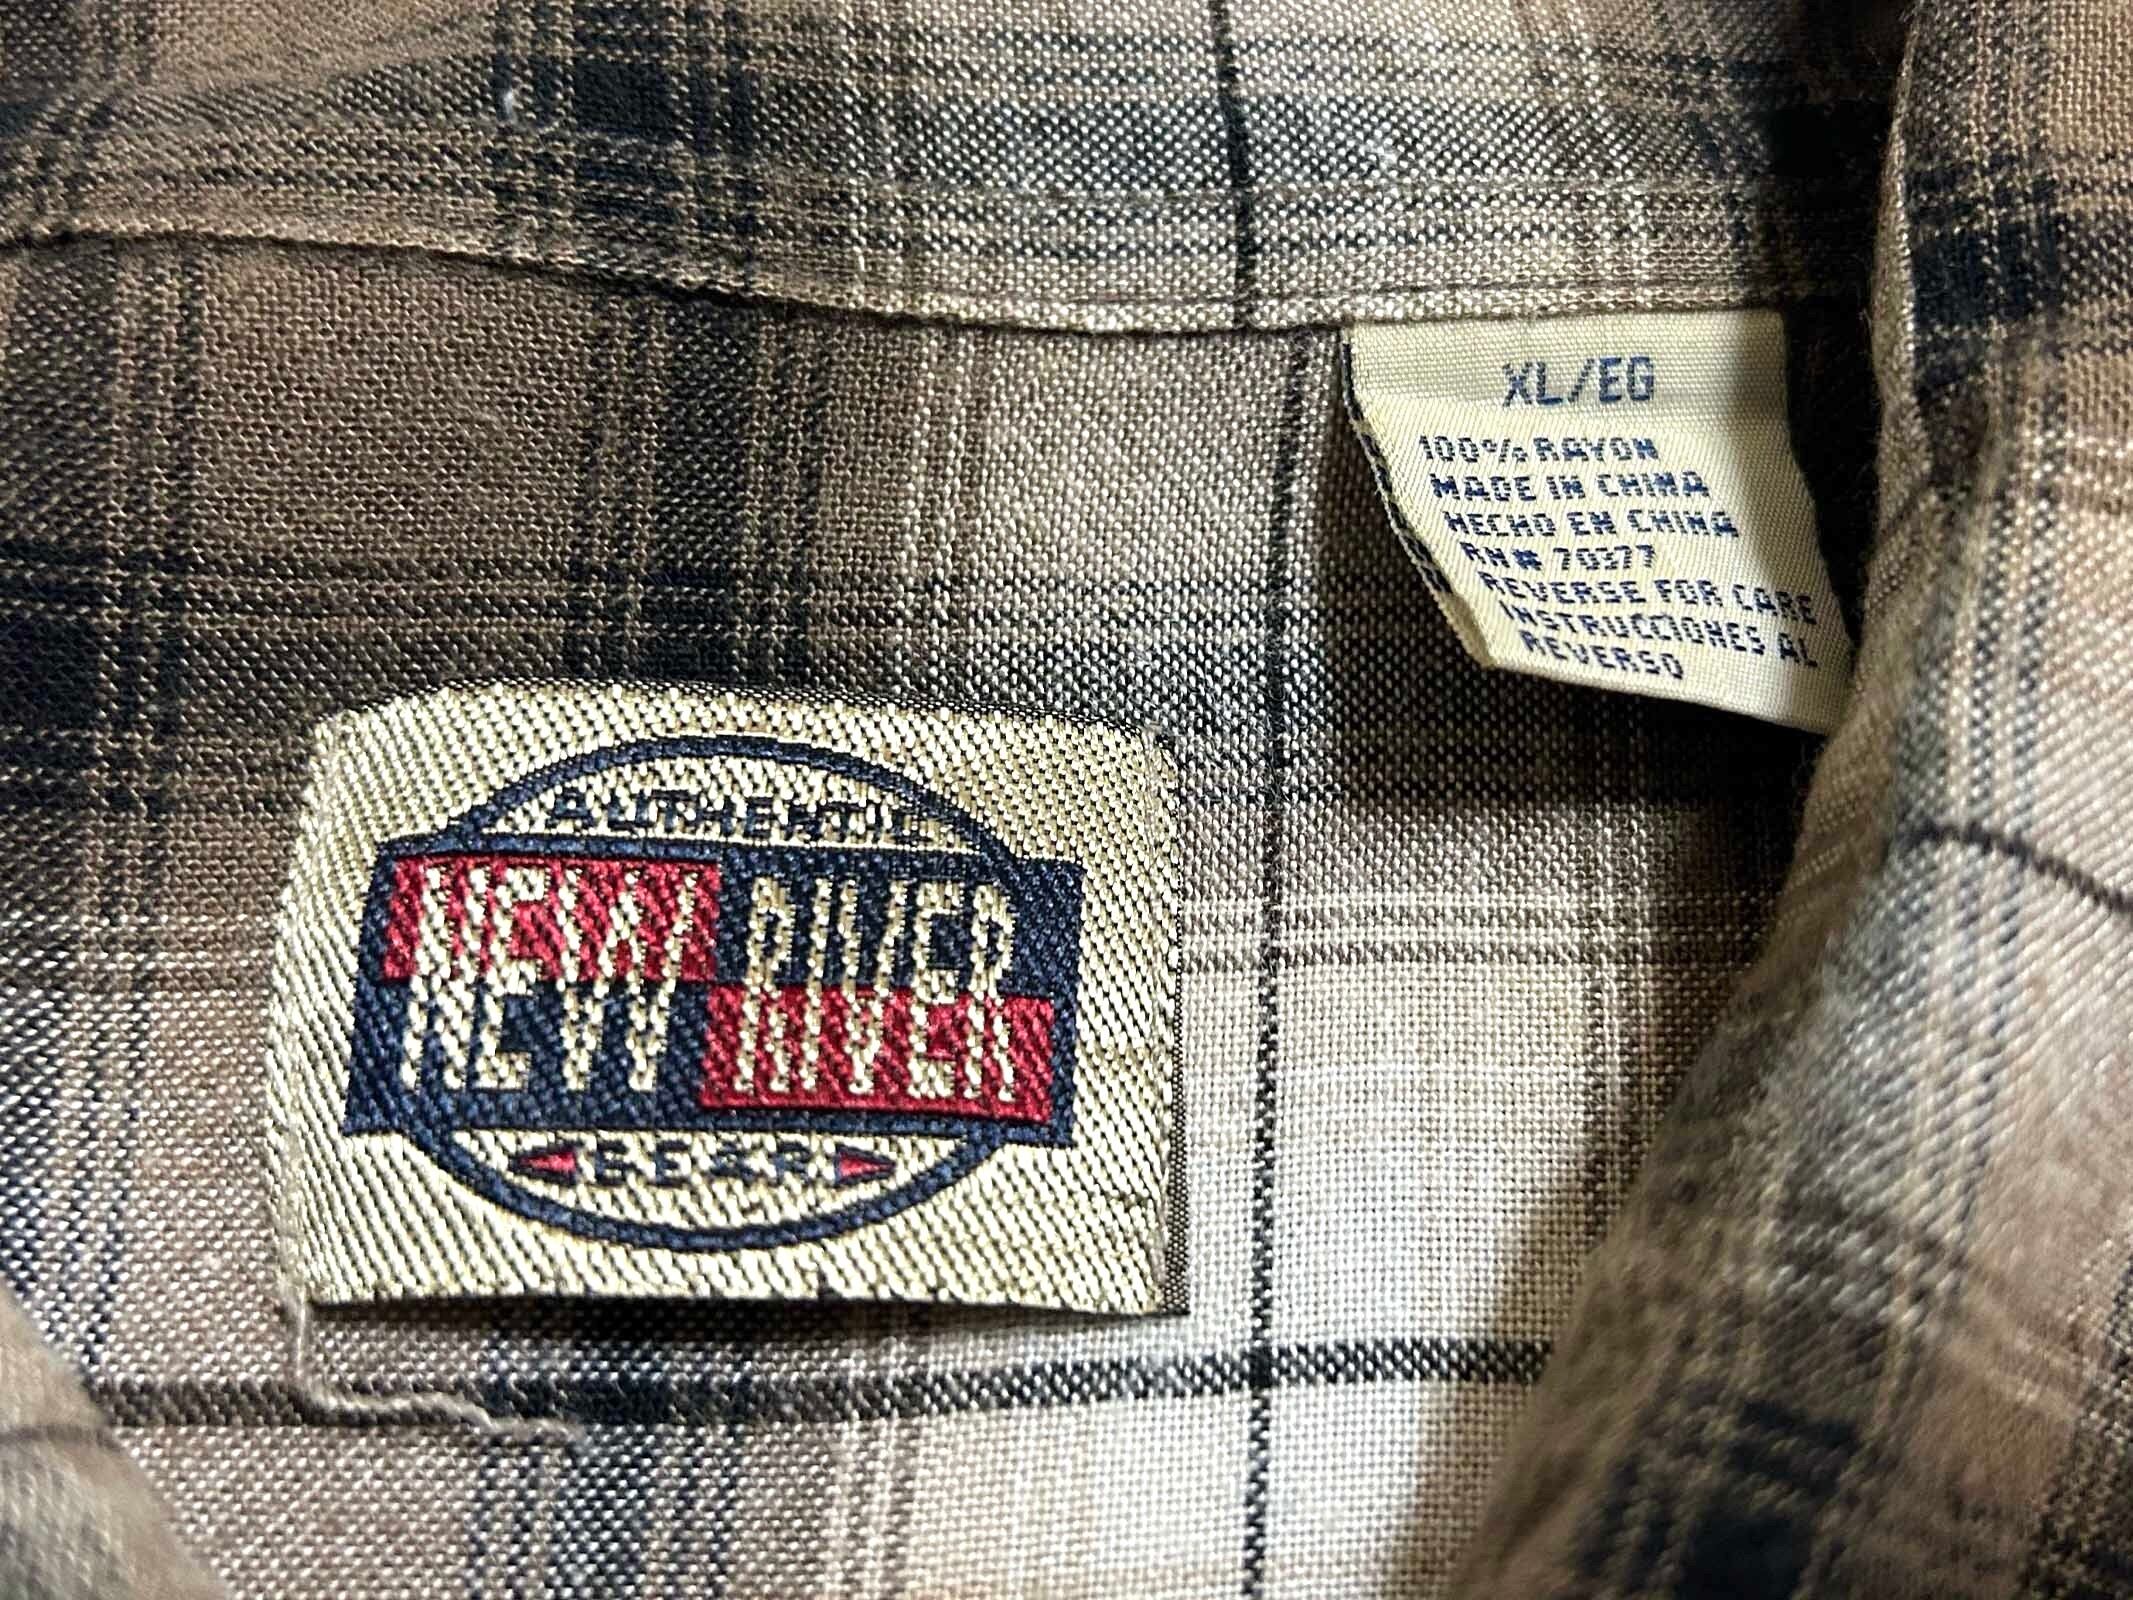 XL/EG
100% RAYON
MADE IN CHINA
HECHO EN CHINA
RN# 70377
REVERSE FOR CARE
INSTRUCCIONES AL
REVERSO
AUTHENTIC
NEW RIVER
NEW RIVER
GEAR